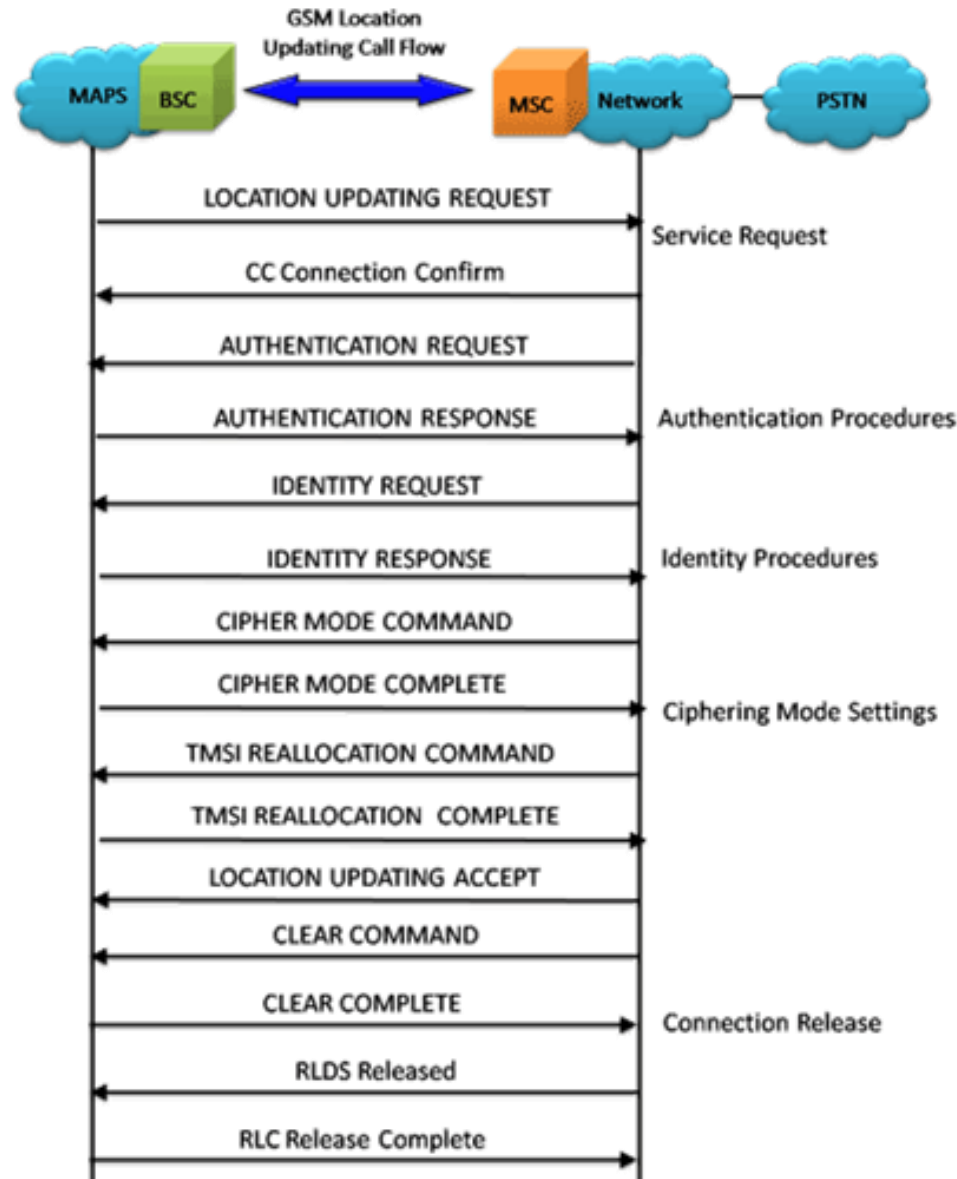 GSM Location
Updating Call Flow
MAPS
BSC
MSC
Network
PSTN
LOCATION UPDATING REQUEST
Service Request
CC Connection Confirm
AUTHENTICATION REQUEST
AUTHENTICATION RESPONSE
Authentication Procedures
IDENTITY REQUEST
IDENTITY RESPONSE
Identity Procedures
CIPHER MODE COMMAND
CIPHER MODE COMPLETE
Ciphering Mode Settings
TMSI REALLOCATION COMMAND
TMSI REALLOCATION COMPLETE
LOCATION UPDATING ACCEPT
CLEAR COMMAND
CLEAR COMPLETE
Connection Release
RLDS Released
RLC Release Complete